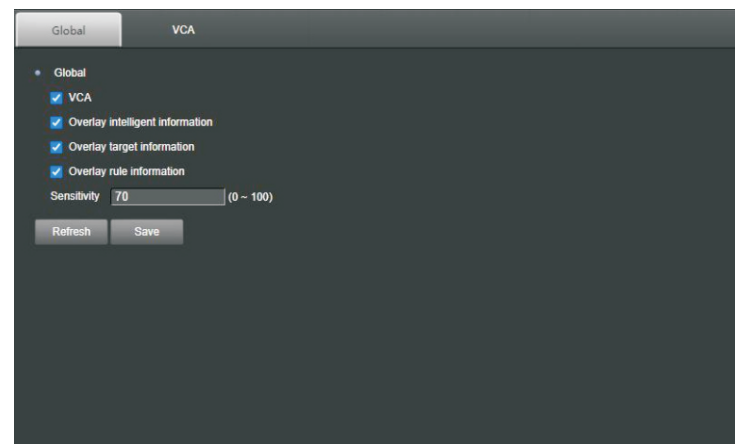 Global VCA
Global
VCA
Overlay intelligent information
Overlay target information
Overlay rule information
Sensitivity 70 (0 ~ 100)
Refresh Save